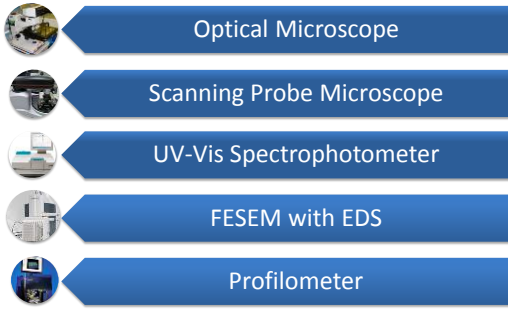 Optical Microscope
Scanning Probe Microscope
UV-Vis Spectrophotometer
FESEM with EDS
Profilometer